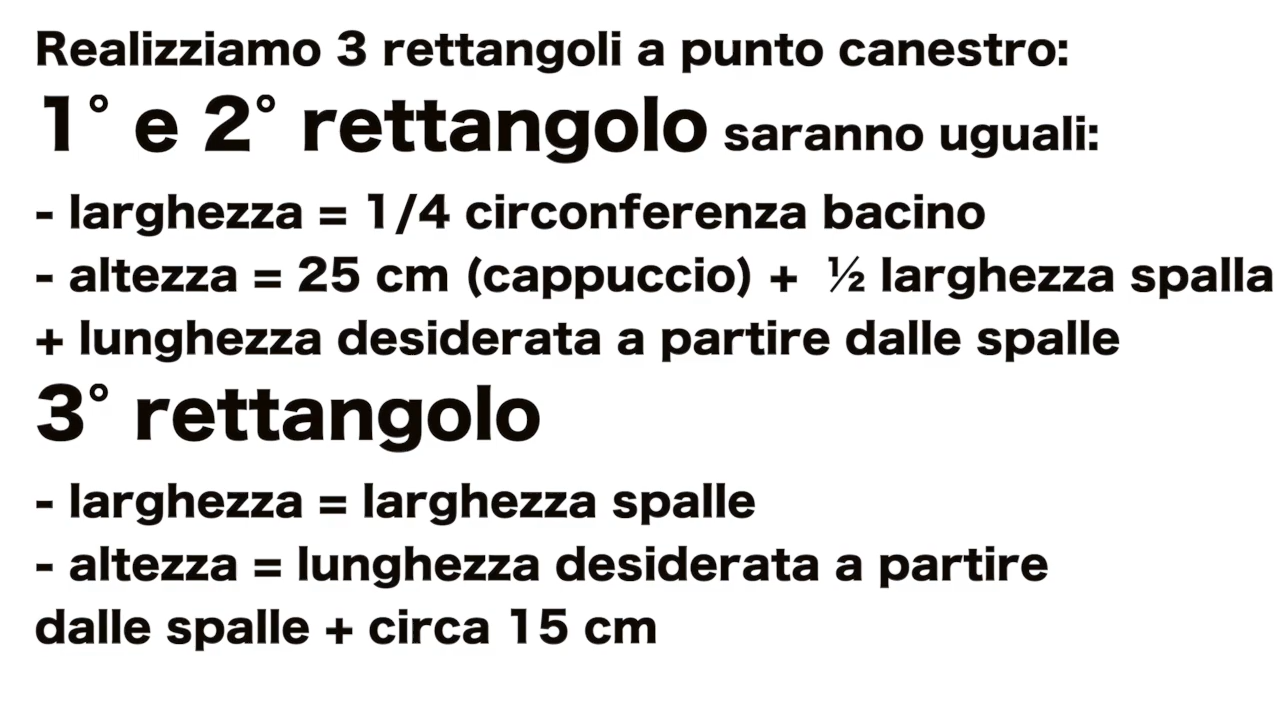 Realizziamo 3 rettangoli a punto canestro:
1° e 2° rettangolo saranno uguali:
- larghezza = 1/4 circonferenza bacino
- altezza = 25 cm (cappuccio) + ½ larghezza spalla
+ lunghezza desiderata a partire dalle spalle
3° rettangolo
- larghezza = larghezza spalle
- altezza = lunghezza desiderata a partire
dalle spalle + circa 15 cm